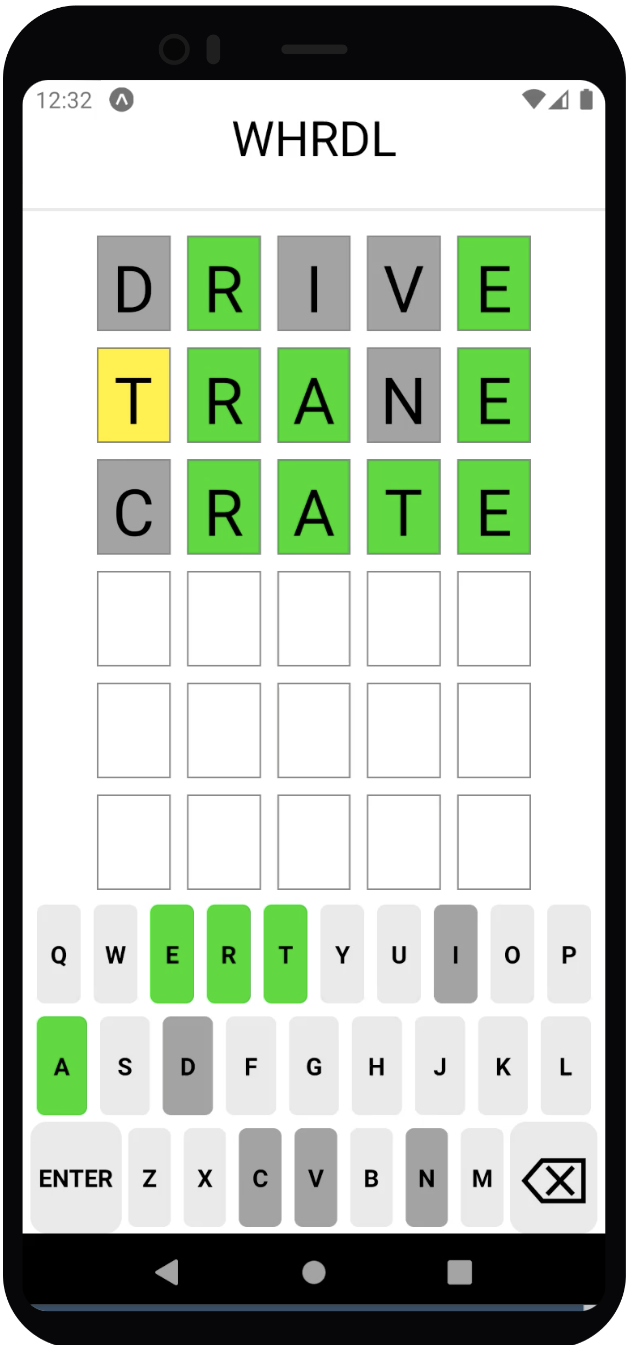 12:32
WHRDL
D R I V E
T R A N E
C R A T E
Q W E R T Y U I O P
A S D F G H J K L
ENTER Z X C V B N M